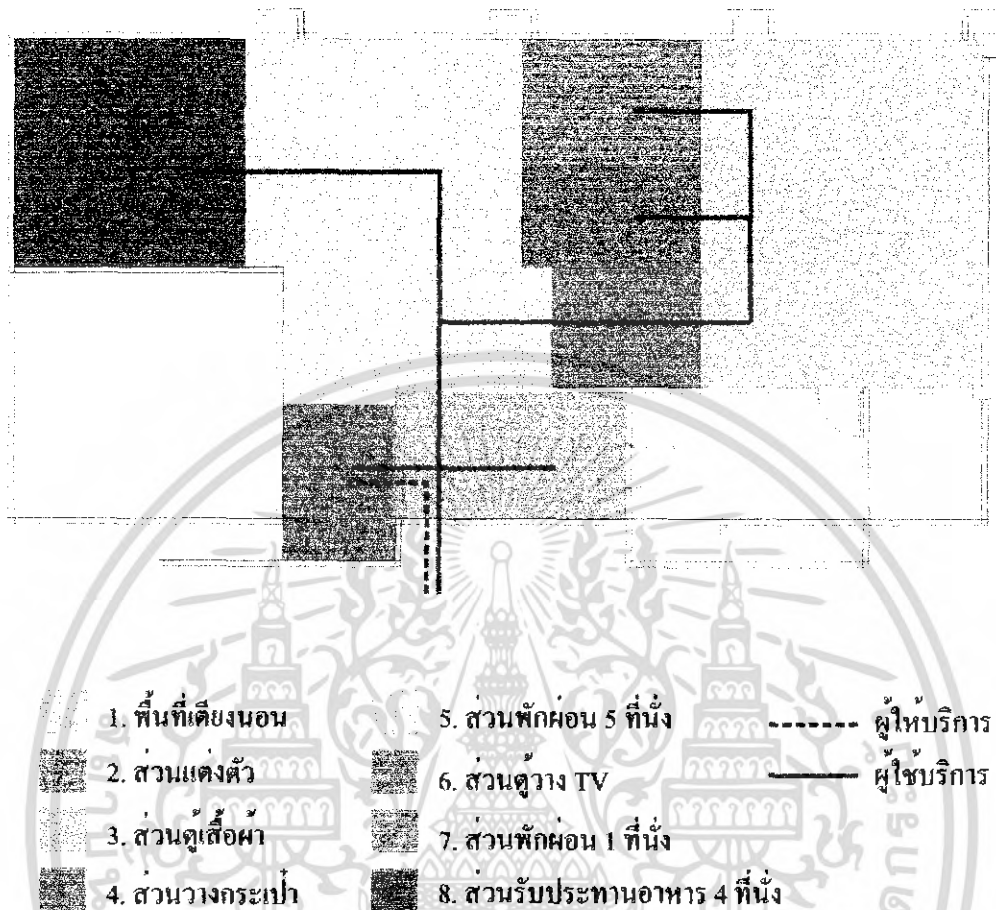 1. พื้นที่เตียงนอน
2. ส่วนแต่งตัว
3. ส่วนตู้เสื้อผ้า
4. ส่วนวางกระเป๋า
5. ส่วนพักผ่อน 5 ที่นั่ง
6. ส่วนตู้วาง TV
7. ส่วนพักผ่อน 1 ที่นั่ง
8. ส่วนรับประทานอาหาร 4 ที่นั่ง
ผู้ให้บริการ
ผู้ใช้บริการ